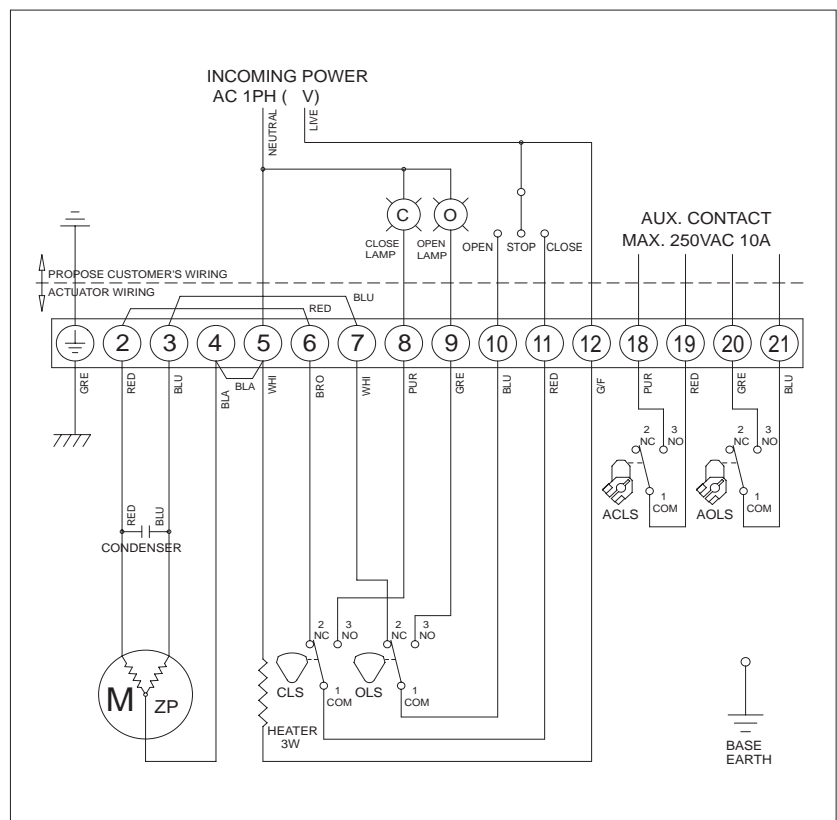 INCOMING POWER
AC 1PH ( V)
NEUTRAL
LIVE
C
O
CLOSE
LAMP
OPEN
LAMP
OPEN
STOP
CLOSE
AUX. CONTACT
MAX. 250VAC 10A
PROPOSE CUSTOMER'S WIRING
ACTUATOR WIRING
RED
BLU
2
3
4
5
6
7
8
9
10
11
12
18
19
20
21
GRE
RED
BLU
BLA
BLA
WHI
BRO
WHI
PUR
GRE
BLU
RED
G/F
PUR
RED
GRE
BLU
2
NC
3
NO
1
COM
ACLS
2
NC
3
NO
1
COM
AOLS
RED
BLU
CONDENSER
2
NC
3
NO
1
COM
CLS
2
NC
3
NO
1
COM
OLS
M
ZP
HEATER
3W
BASE
EARTH